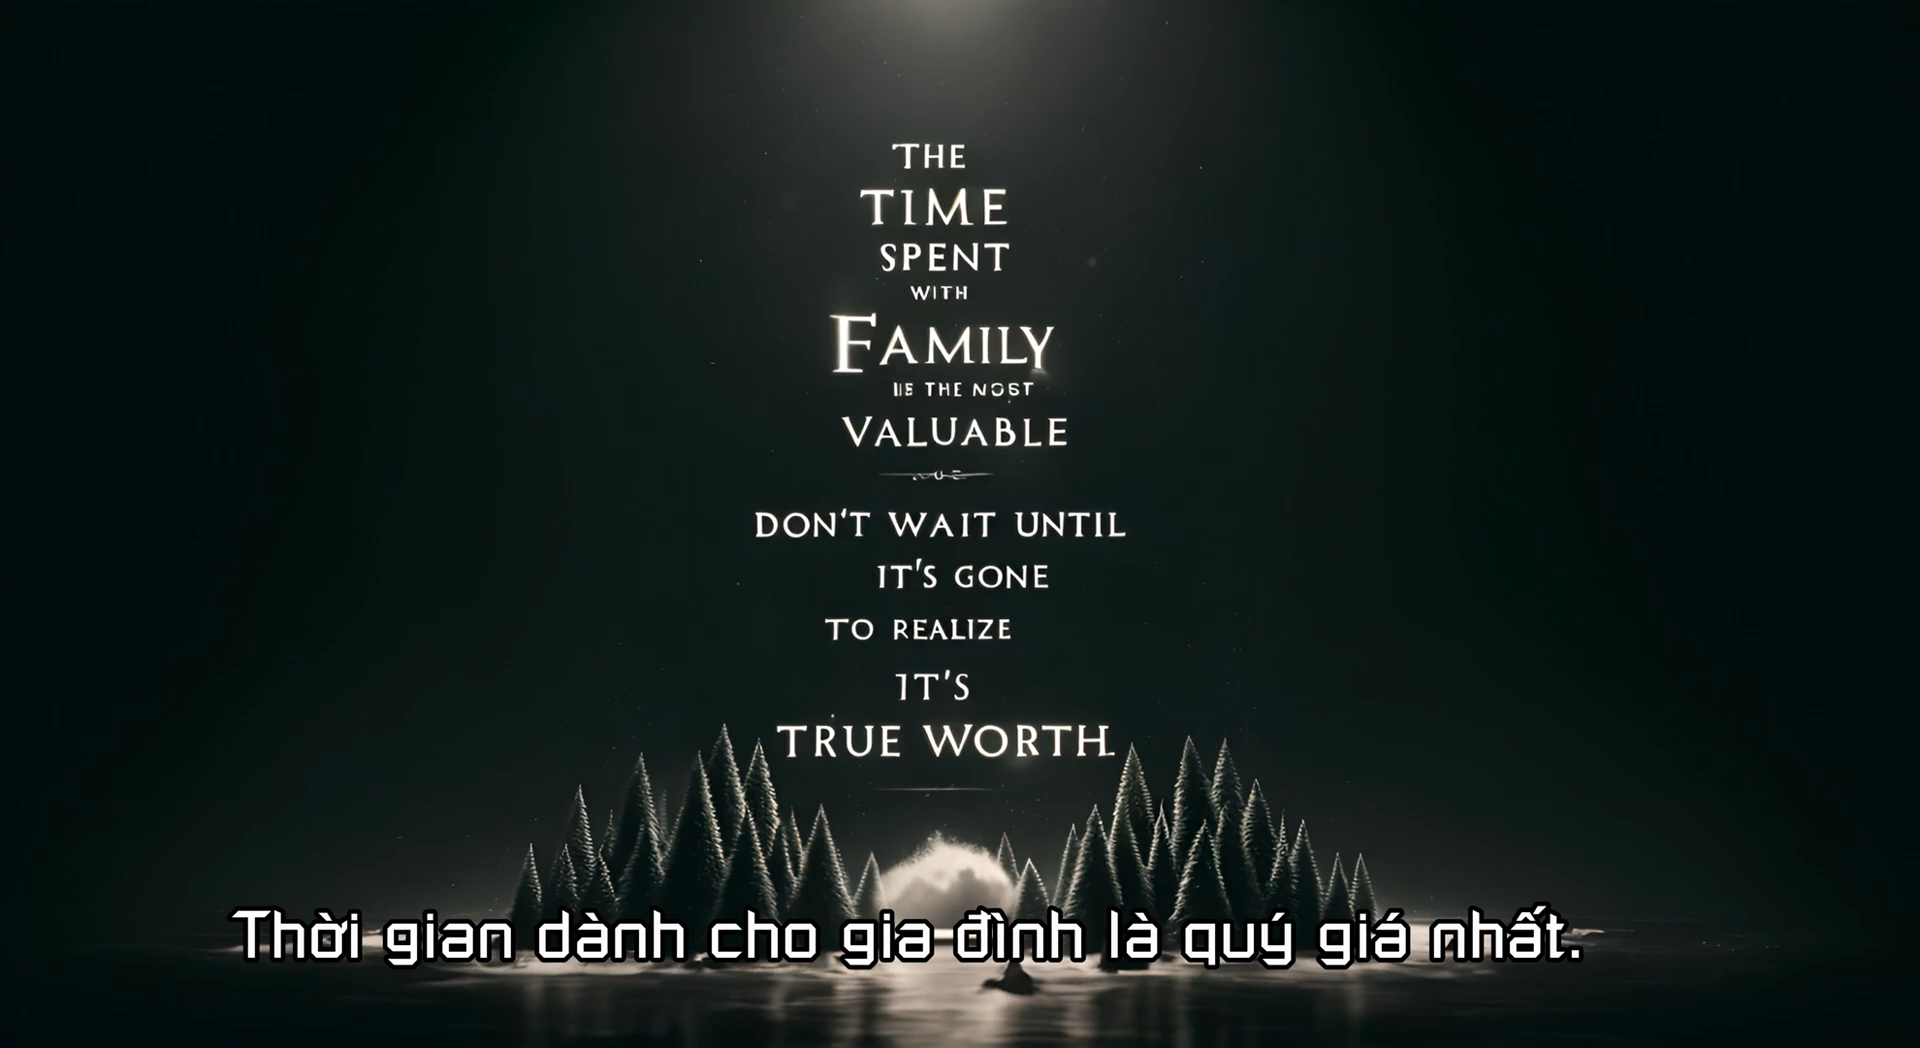 THE
TIME
SPENT
WITH
FAMILY
THE NOST
VALUABLE
DON'T WAIT UNTIL
IT'S GONE
TO REALIZE
IT'S
TRUE WORTH.
Thời gian dành cho gia đình là quý giá nhất.